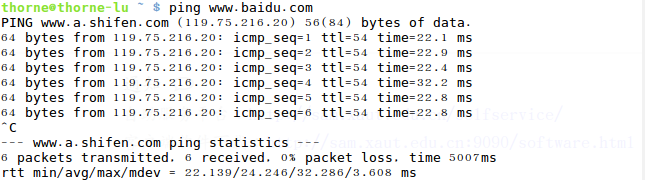 thorne@thorne-lu ~ $ ping www.baidu.com
PING www.a.shifen.com (119.75.216.20) 56(84) bytes of data.
64 bytes from 119.75.216.20: icmp_seq=1 ttl=54 time=22.1 ms
64 bytes from 119.75.216.20: icmp_seq=2 ttl=54 time=22.9 ms
64 bytes from 119.75.216.20: icmp_seq=3 ttl=54 time=22.4 ms
64 bytes from 119.75.216.20: icmp_seq=4 ttl=54 time=32.2 ms
64 bytes from 119.75.216.20: icmp_seq=5 ttl=54 time=22.8 ms
64 bytes from 119.75.216.20: icmp_seq=6 ttl=54 time=22.8 ms
^C
--- www.a.shifen.com ping statistics ---
6 packets transmitted, 6 received, 0% packet loss, time 5007ms
rtt min/avg/max/mdev = 22.139/24.246/32.286/3.608 ms